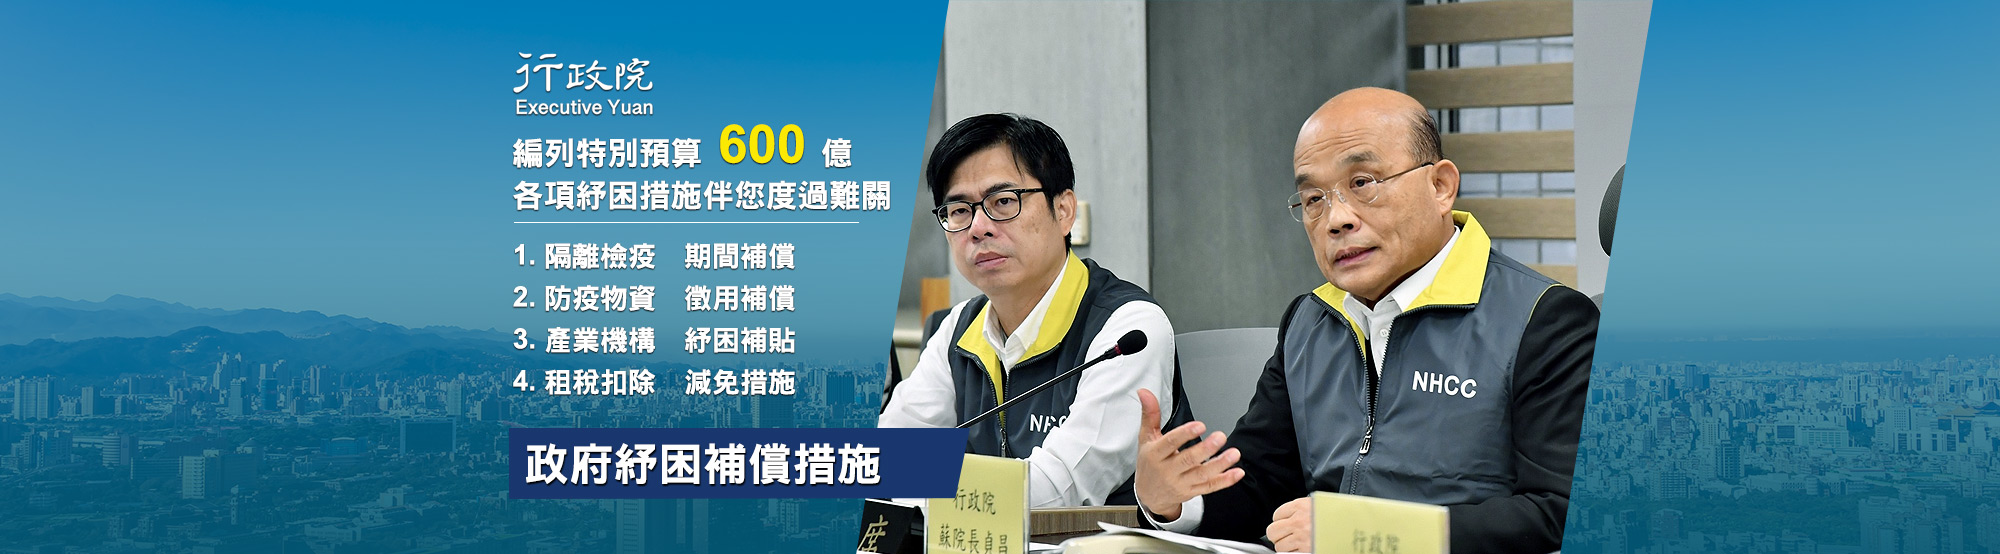 行政院
Executive Yuan
編列特別預算 600 億
各項紓困措施伴您度過難關
1. 隔離檢疫 期間補償
2. 防疫物資 徵用補償
3. 產業機構 紓困補貼
4. 租稅扣除 減免措施
政府紓困補償措施
NHCC
行政院
蘇院長貞昌
席
行政院